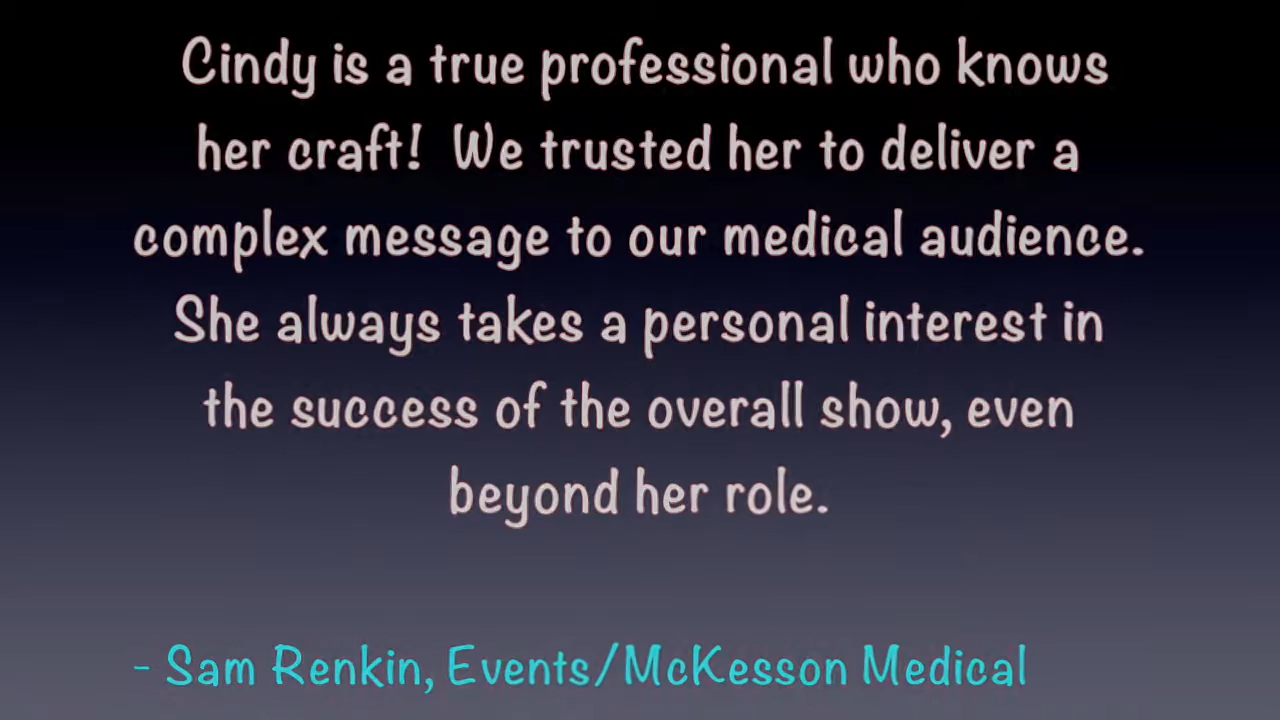 Cindy is a true professional who knows
her craft!  We trusted her to deliver a
complex message to our medical audience.
She always takes a personal interest in
the success of the overall show, even
beyond her role.
- Sam Renkin, Events/McKesson Medical